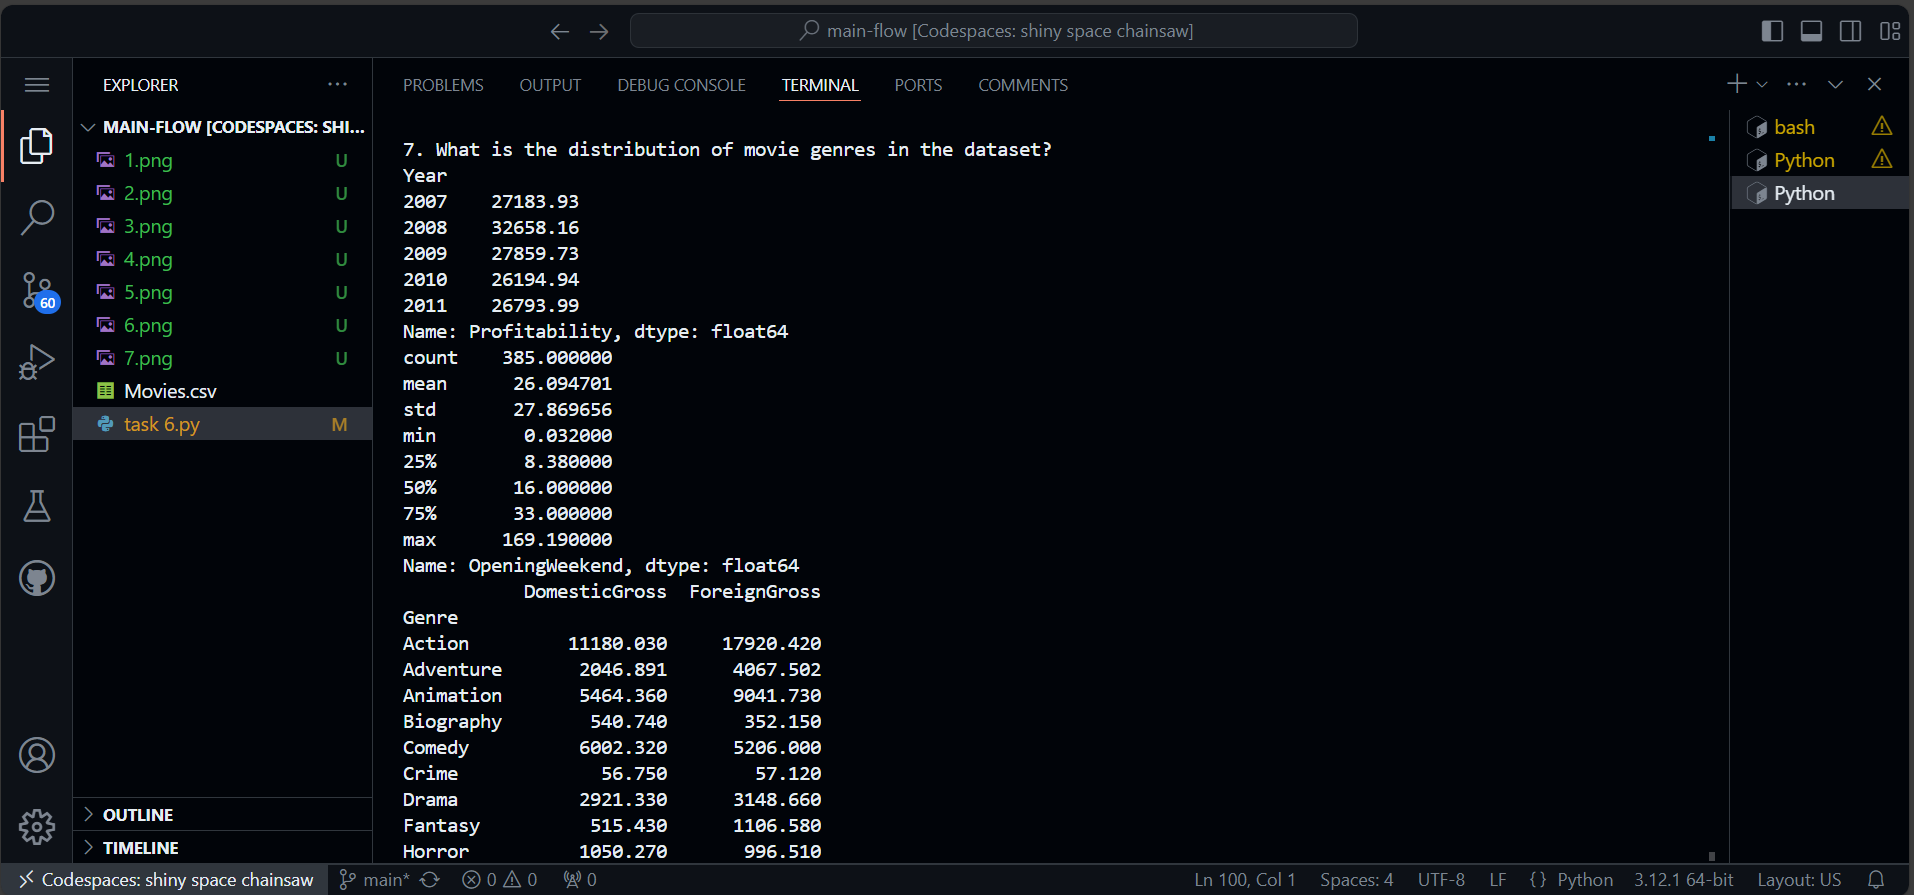 main-flow [Codespaces: shiny space chainsaw]
EXPLORER
MAIN-FLOW [CODESPACES: SHI...
1.png U
2.png U
3.png U
4.png U
5.png U
6.png U
7.png U
Movies.csv
task 6.py M
OUTLINE
TIMELINE
60
PROBLEMS OUTPUT DEBUG CONSOLE TERMINAL PORTS COMMENTS
7. What is the distribution of movie genres in the dataset?
Year
2007    27183.93
2008    32658.16
2009    27859.73
2010    26194.94
2011    26793.99
Name: Profitability, dtype: float64
count    385.000000
mean      26.094701
std       27.869656
min        0.032000
25%        8.380000
50%       16.000000
75%       33.000000
max      169.190000
Name: OpeningWeekend, dtype: float64
           DomesticGross  ForeignGross
Genre
Action         11180.030     17920.420
Adventure       2046.891      4067.502
Animation       5464.360      9041.730
Biography        540.740       352.150
Comedy          6002.320      5206.000
Crime             56.750        57.120
Drama           2921.330      3148.660
Fantasy          515.430      1106.580
Horror          1050.270       996.510
bash
Python
Python
Codespaces: shiny space chainsaw main* 0 0 0 Ln 100, Col 1 Spaces: 4 UTF-8 LF {} Python 3.12.1 64-bit Layout: US